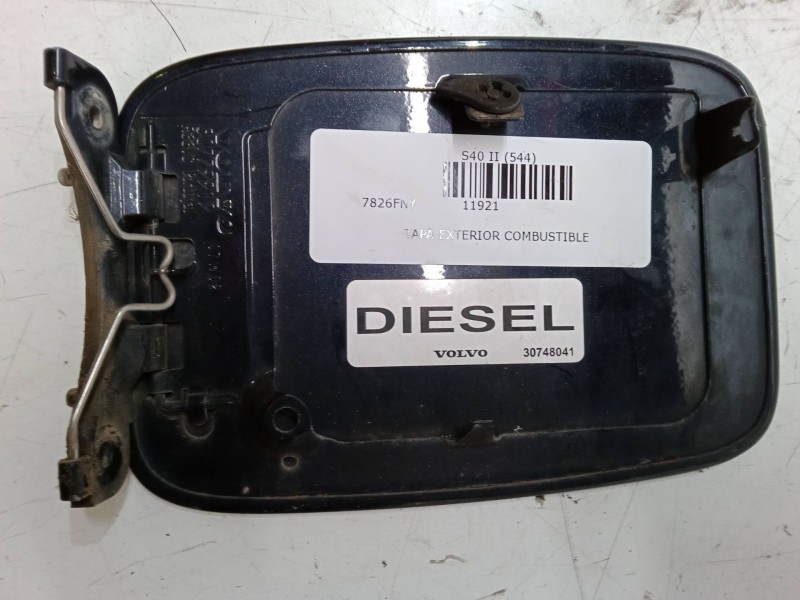 S40 II (544)
7826FNY 11921
TAPA EXTERIOR COMBUSTIBLE
DIESEL
VOLVO 30748041